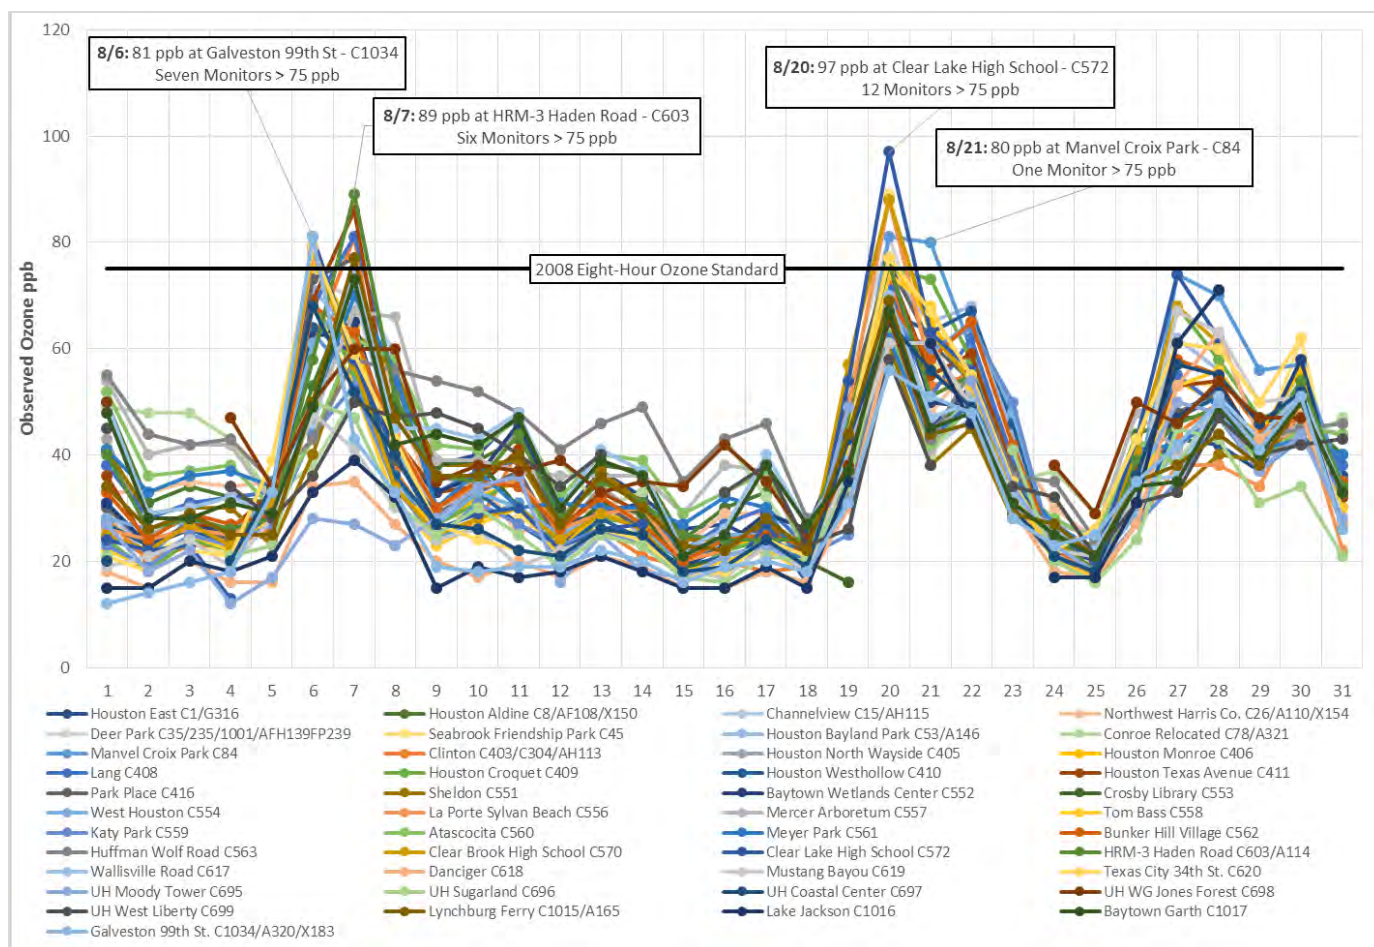 120
100
80
60
40
20
0
Observed Ozone ppb
8/6: 81 ppb at Galveston 99th St - C1034
Seven Monitors > 75 ppb
8/7: 89 ppb at HRM-3 Haden Road - C603
Six Monitors > 75 ppb
8/20: 97 ppb at Clear Lake High School - C572
12 Monitors > 75 ppb
8/21: 80 ppb at Manvel Croix Park - C84
One Monitor > 75 ppb
2008 Eight-Hour Ozone Standard
1 2 3 4 5 6 7 8 9 10 11 12 13 14 15 16 17 18 19 20 21 22 23 24 25 26 27 28 29 30 31
Houston East C1/G316 Houston Aldine C8/AF108/X150 Channelview C15/AH115 Northwest Harris Co. C26/A110/X154
Deer Park C35/235/1001/AFH139FP239 Seabrook Friendship Park C45 Houston Bayland Park C53/A146 Conroe Relocated C78/A321
Manvel Croix Park C84 Clinton C403/C304/AH113 Houston North Wayside C405 Houston Monroe C406
Lang C408 Houston Croquet C409 Houston Westhollow C410 Houston Texas Avenue C411
Park Place C416 Sheldon C551 Baytown Wetlands Center C552 Crosby Library C553
West Houston C554 La Porte Sylvan Beach C556 Mercer Arboretum C557 Tom Bass C558
Katy Park C559 Atascocita C560 Meyer Park C561 Bunker Hill Village C562
Huffman Wolf Road C563 Clear Brook High School C570 Clear Lake High School C572 HRM-3 Haden Road C603/A114
Wallisville Road C617 Danciger C618 Mustang Bayou C619 Texas City 34th St. C620
UH Moody Tower C695 UH Sugarland C696 UH Coastal Center C697 UH WG Jones Forest C698
UH West Liberty C699 Lynchburg Ferry C1015/A165 Lake Jackson C1016 Baytown Garth C1017
Galveston 99th St. C1034/A320/X183